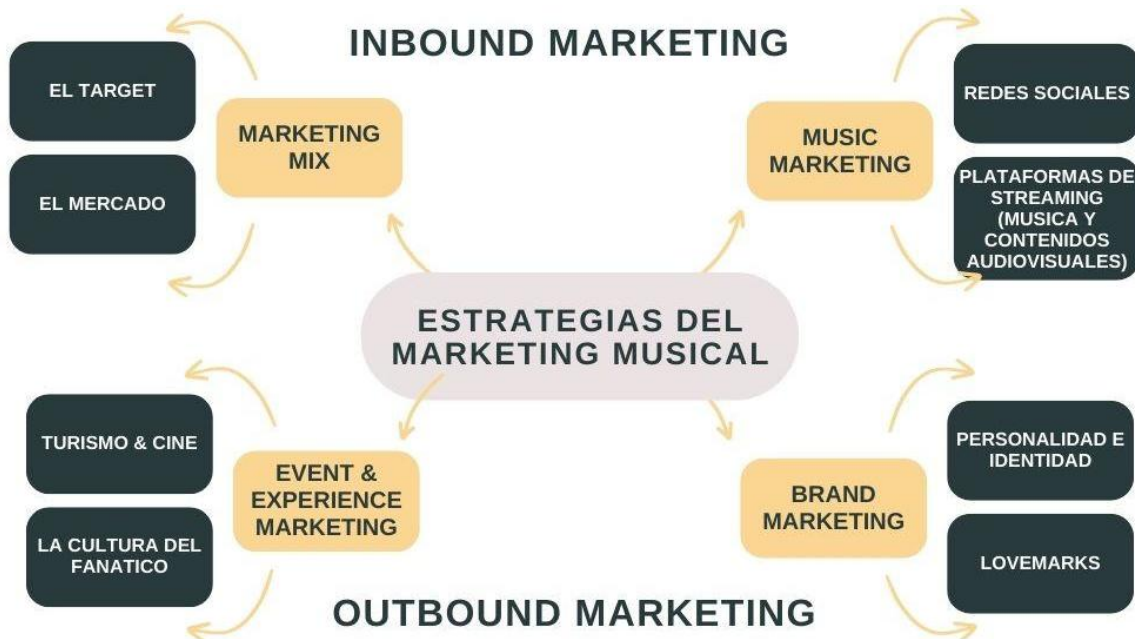 INBOUND MARKETING
EL TARGET
EL MERCADO
MARKETING
MIX
MUSIC
MARKETING
REDES SOCIALES
PLATAFORMAS DE
STREAMING
(MUSICA Y
CONTENIDOS
AUDIOVISUALES)
ESTRATEGIAS DEL
MARKETING MUSICAL
TURISMO & CINE
LA CULTURA DEL
FANATICO
EVENT &
EXPERIENCE
MARKETING
BRAND
MARKETING
PERSONALIDAD E
IDENTIDAD
LOVEMARKS
OUTBOUND MARKETING